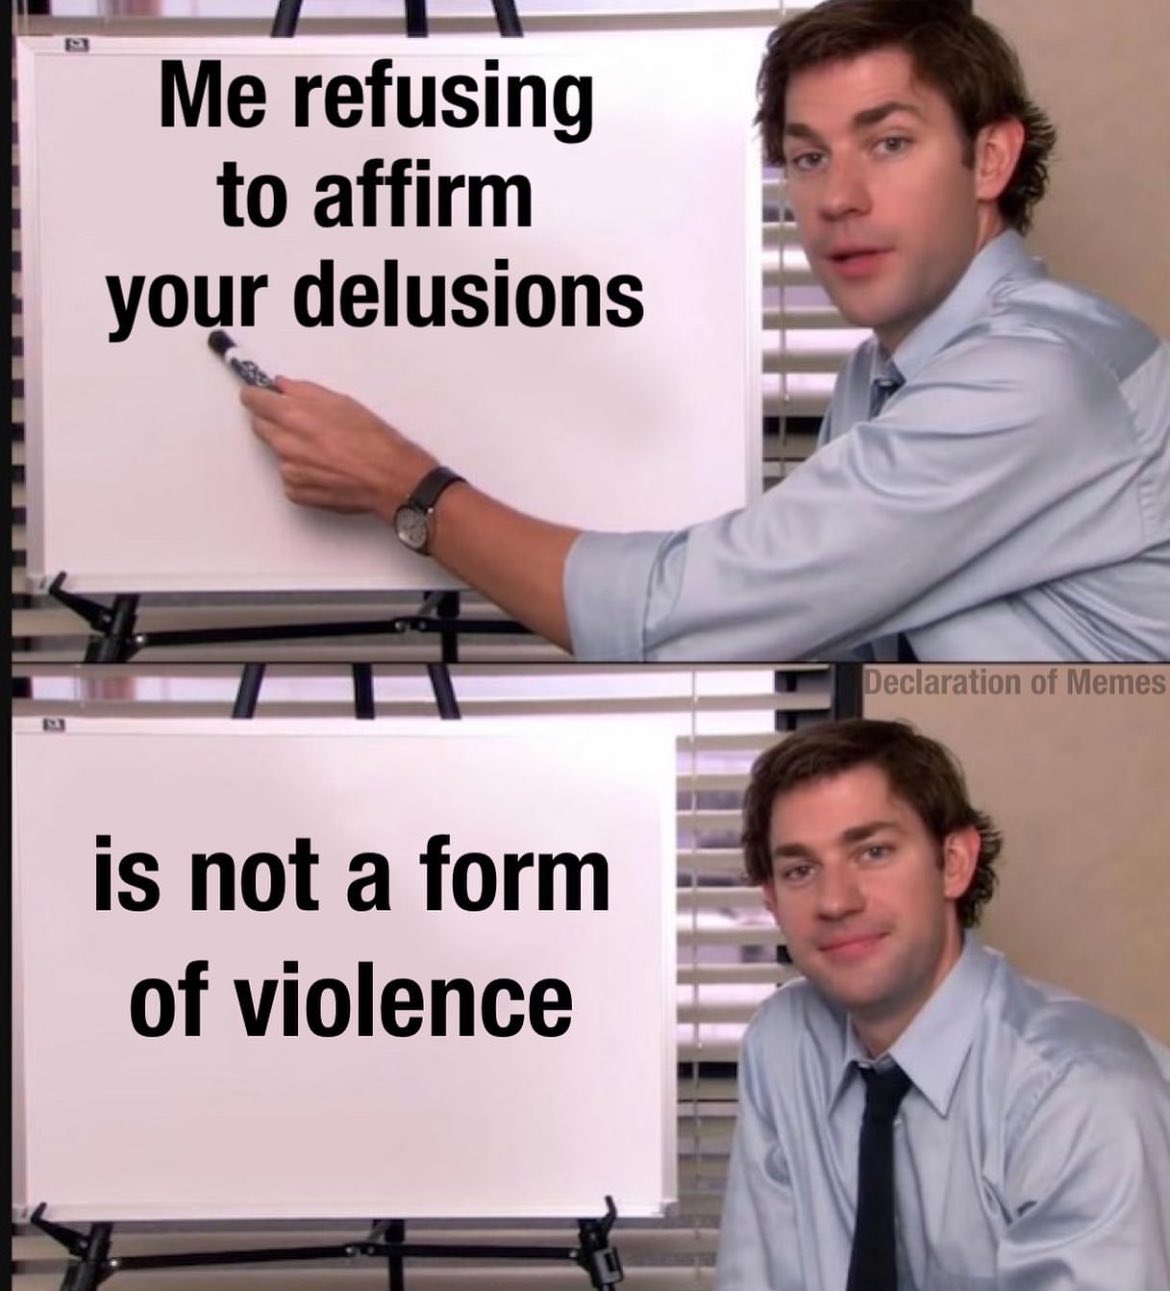 Me refusing
to affirm
your delusions
Declaration of Memes
is not a form
of violence